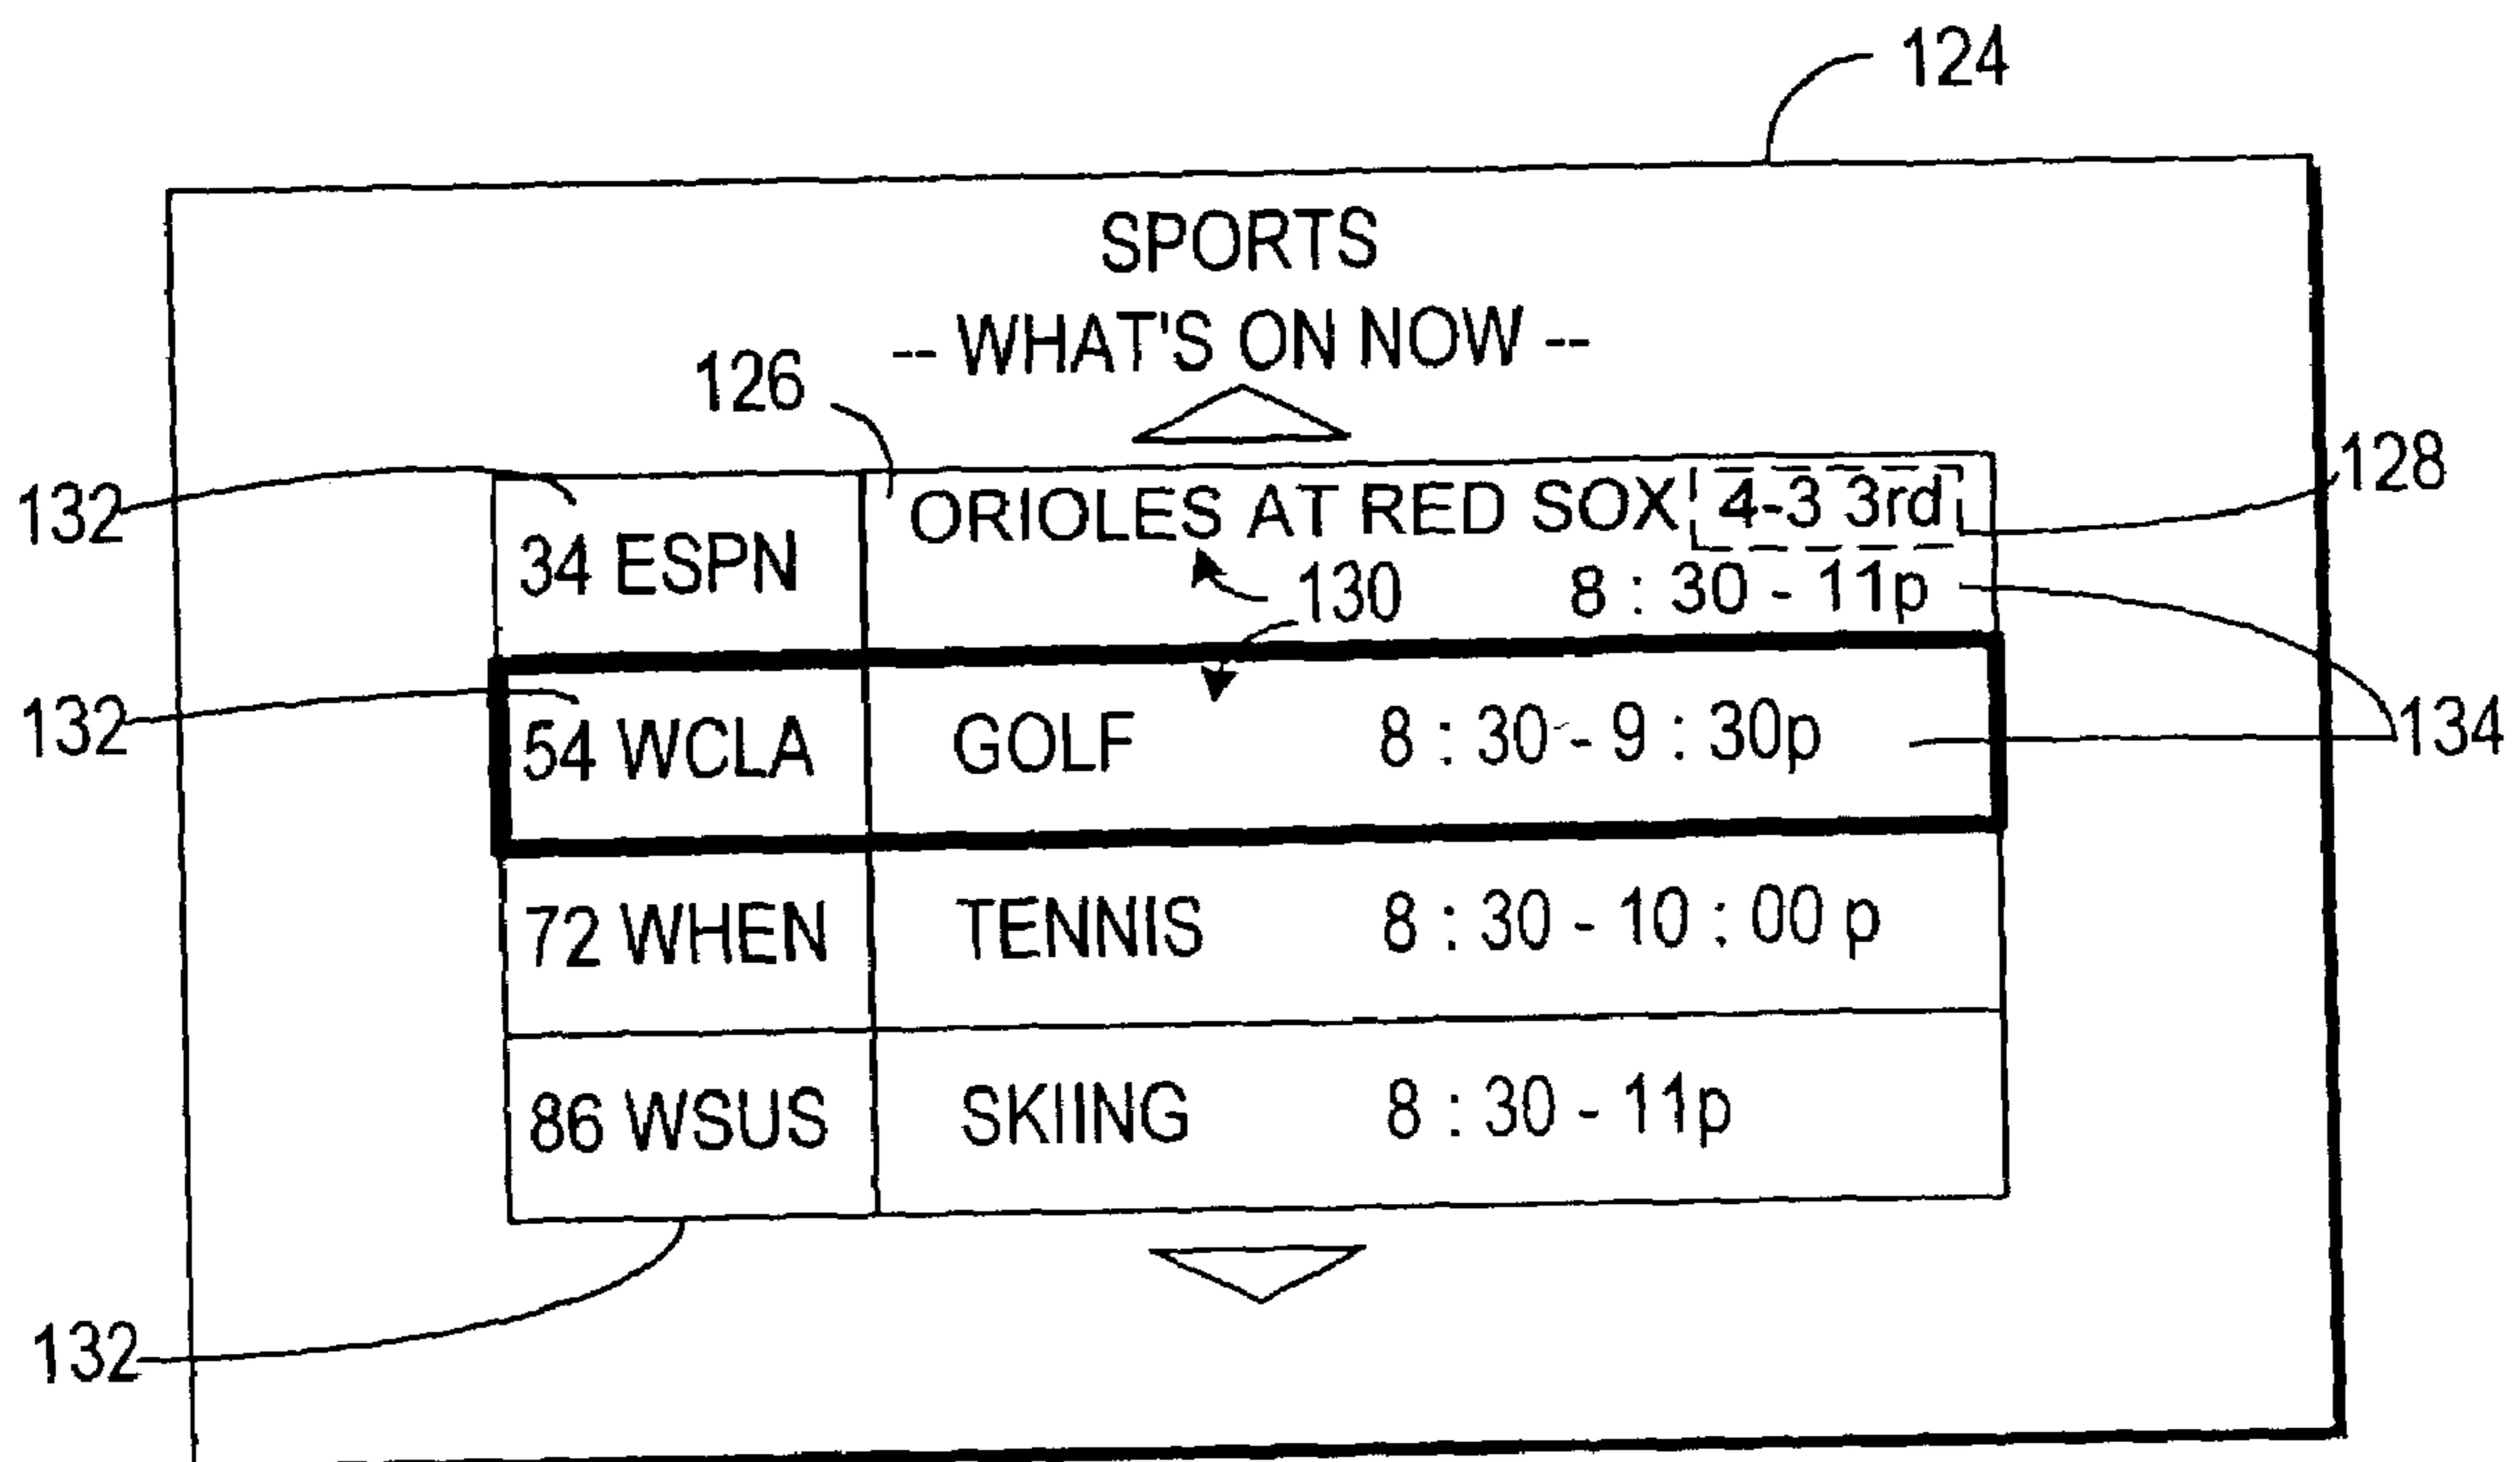 124
SPORTS
-- WHAT'S ON NOW --
126
128
132
34 ESPN
ORIOLES AT RED SOX 4-3 3rd
130
8 : 30 - 11p
132
54 WCLA
GOLF
8 : 30 - 9 : 30p
134
72 WHEN
TENNIS
8 : 30 - 10 : 00 p
86 WSUS
SKIING
8 : 30 - 11p
132